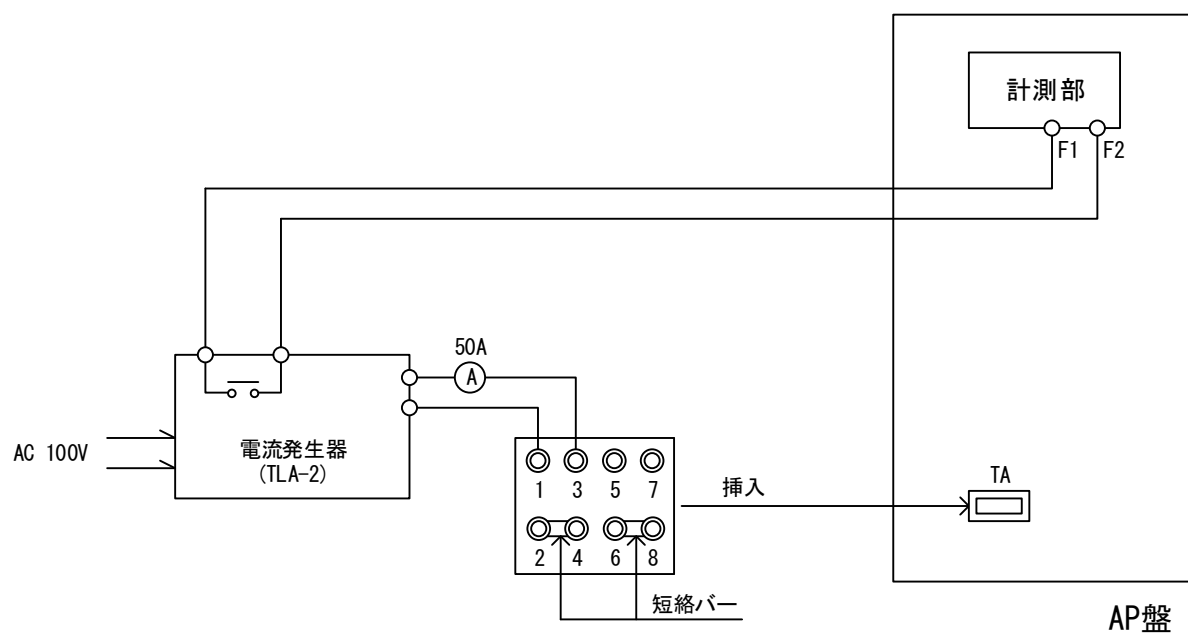 計測部
F1 F2
50A
A
AC 100V
電流発生器
(TLA-2)
1 3 5 7
挿入
TA
2 4 6 8
短絡バー
AP盤